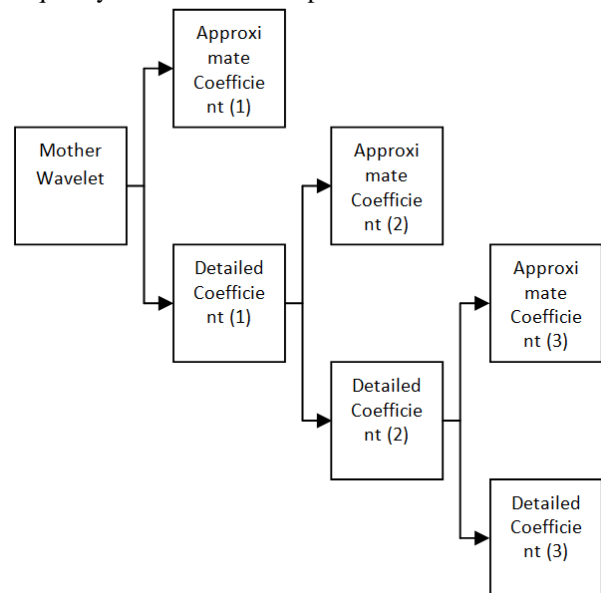 Approxi
mate
Coefficie
nt (1)
Mother
Wavelet
Approxi
mate
Coefficie
nt (2)
Detailed
Coefficie
nt (1)
Approxi
mate
Coefficie
nt (3)
Detailed
Coefficie
nt (2)
Detailed
Coefficie
nt (3)